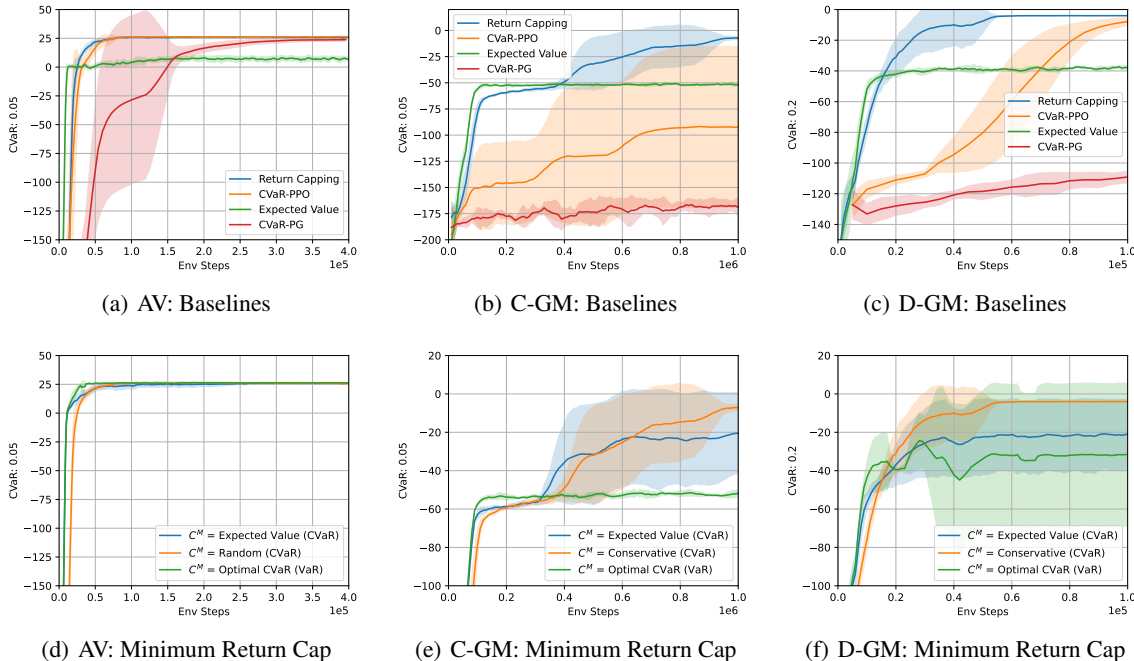 50
25
0
−25
−50
−75
−100
−125
−150
CVaR: 0.05
Return Capping
CVaR-PPO
Expected Value
CVaR-PG
0.0 0.5 1.0 1.5 2.0 2.5 3.0 3.5 4.0
Env Steps 1e5
(a) AV: Baselines
20
0
−25
−50
−75
−100
−125
−150
−175
−200
CVaR: 0.05
Return Capping
CVaR-PPO
Expected Value
CVaR-PG
0.0 0.2 0.4 0.6 0.8 1.0
Env Steps 1e6
(b) C-GM: Baselines
0
−20
−40
−60
−80
−100
−120
−140
CVaR: 0.2
Return Capping
CVaR-PPO
Expected Value
CVaR-PG
0.0 0.2 0.4 0.6 0.8 1.0
Env Steps 1e5
(c) D-GM: Baselines
50
25
0
−25
−50
−75
−100
−125
−150
CVaR: 0.05
C^M = Expected Value (CVaR)
C^M = Random (CVaR)
C^M = Optimal CVaR (VaR)
0.0 0.5 1.0 1.5 2.0 2.5 3.0 3.5 4.0
Env Steps 1e5
(d) AV: Minimum Return Cap
20
0
−20
−40
−60
−80
−100
CVaR: 0.05
C^M = Expected Value (CVaR)
C^M = Conservative (CVaR)
C^M = Optimal CVaR (VaR)
0.0 0.2 0.4 0.6 0.8 1.0
Env Steps 1e6
(e) C-GM: Minimum Return Cap
20
0
−20
−40
−60
−80
−100
CVaR: 0.2
C^M = Expected Value (CVaR)
C^M = Conservative (CVaR)
C^M = Optimal CVaR (VaR)
0.0 0.2 0.4 0.6 0.8 1.0
Env Steps 1e5
(f) D-GM: Minimum Return Cap